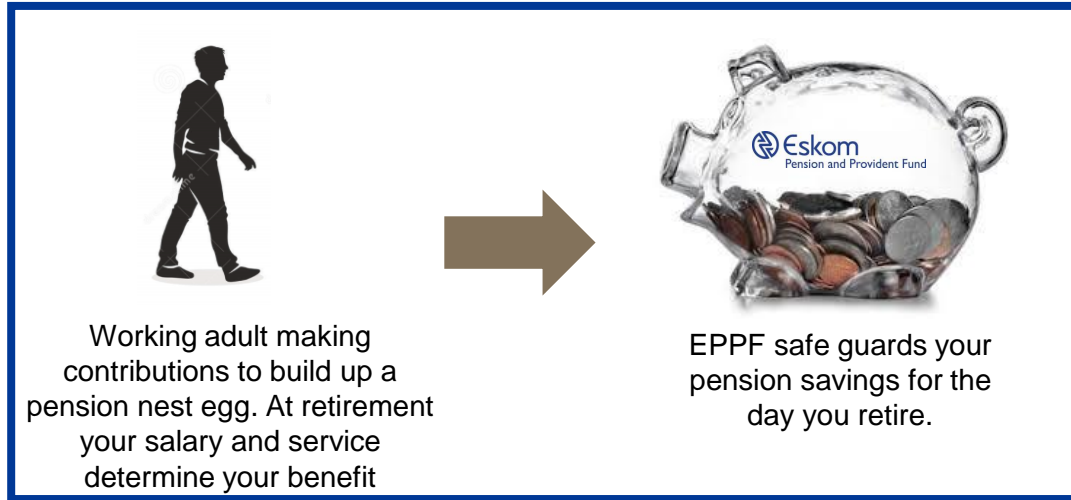 Eskom
Pension and Provident Fund
Working adult making
contributions to build up a
pension nest egg. At retirement
your salary and service
determine your benefit
EPPF safe guards your
pension savings for the
day you retire.